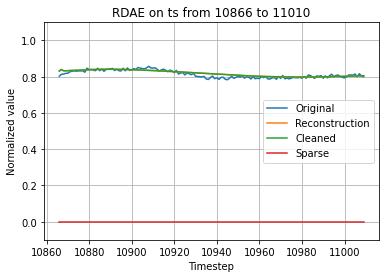 RDAE on ts from 10866 to 11010
Normalized value
1.0
0.8
0.6
0.4
0.2
0.0
Original
Reconstruction
Cleaned
Sparse
10860 10880 10900 10920 10940 10960 10980 11000
Timestep